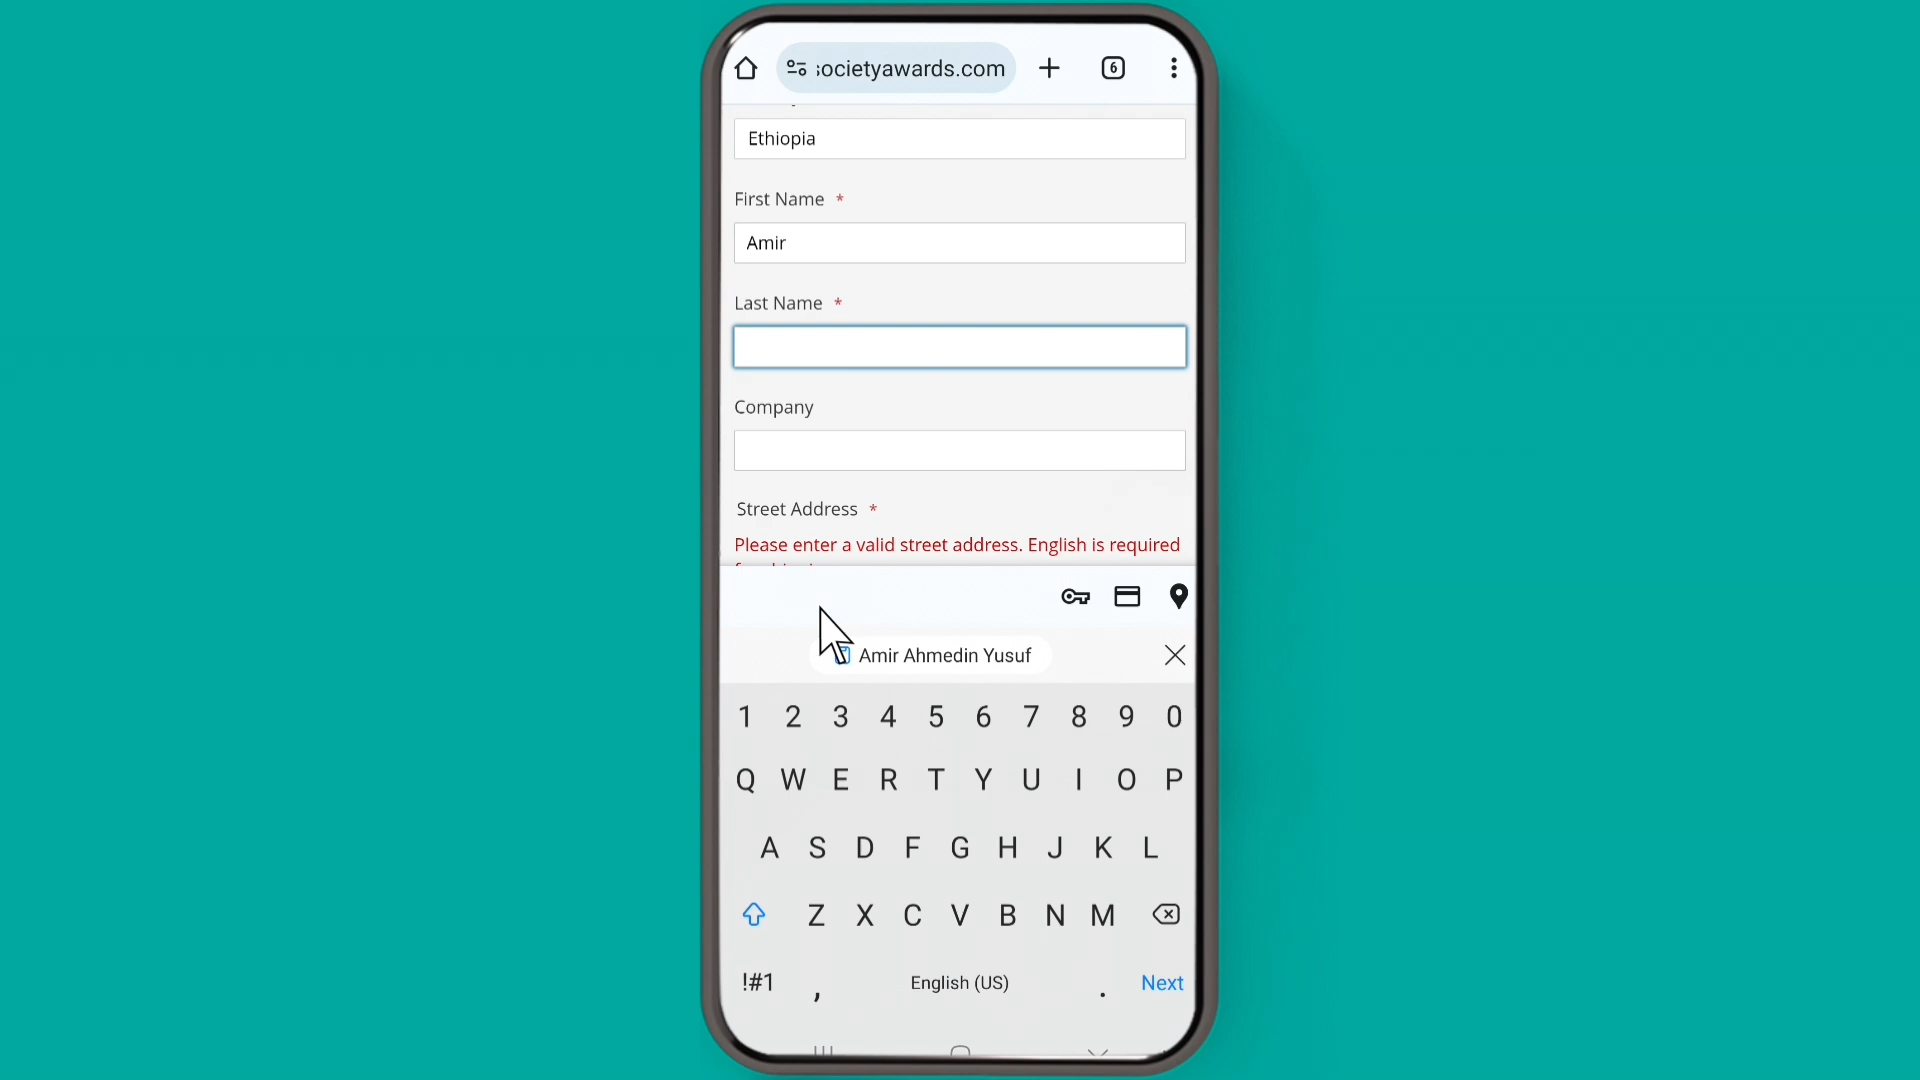 societyawards.com
6
Ethiopia
First Name *
Amir
Last Name *
Company
Street Address *
Please enter a valid street address. English is required
Amir Ahmedin Yusuf
1 2 3 4 5 6 7 8 9 0
Q W E R T Y U I O P
A S D F G H J K L
Z X C V B N M
!#1 , English (US) . Next